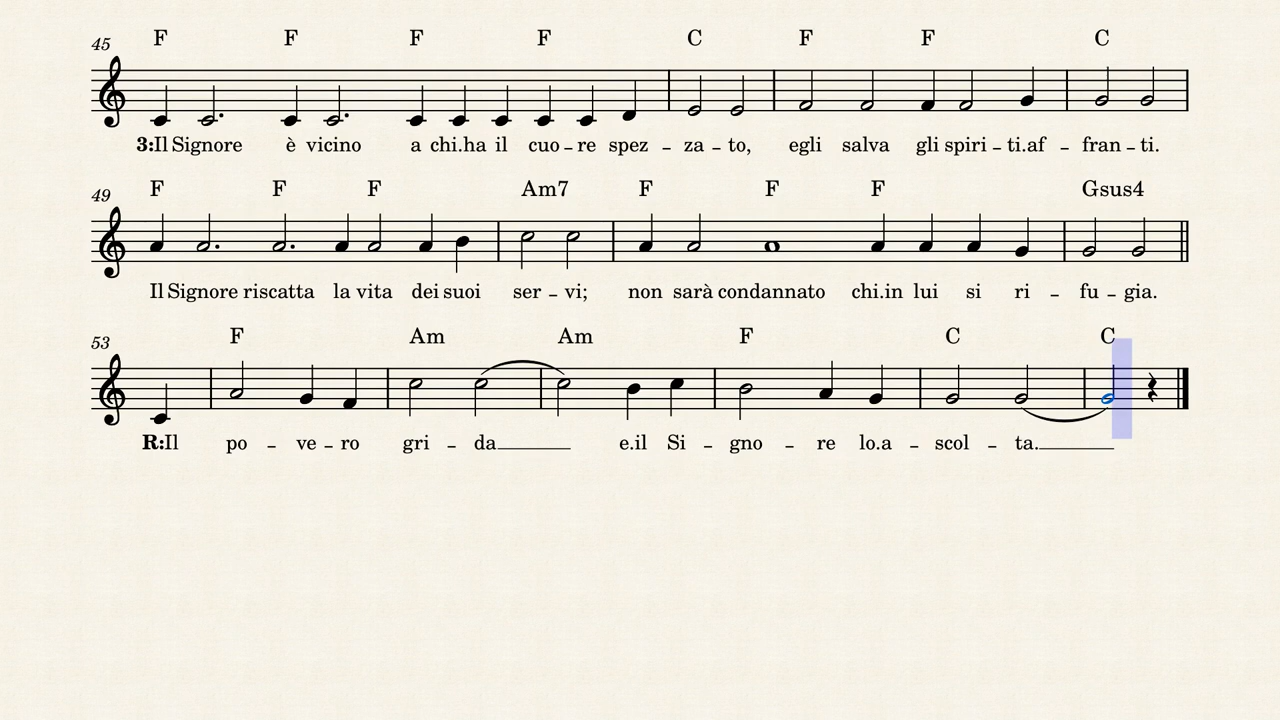 45 F F F F C F F C
3:Il Signore è vicino a chi.ha il cuo – re spez – za – to, egli salva gli spiri – ti.af – fran – ti.
49 F F F Am7 F F F Gsus4
Il Signore riscatta la vita dei suoi ser – vi; non sarà condannato chi.in lui si ri – fu – gia.
53 F Am Am F C C
R:Il po – ve – ro gri – da e.il Si – gno – re lo.a – scol – ta.